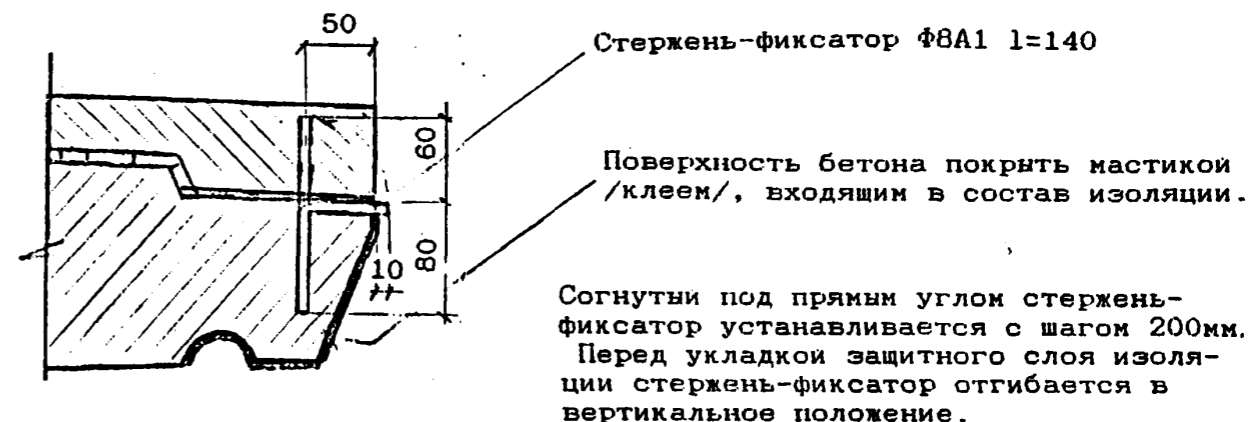 50
Стержень-фиксатор Ф8А1 l=140
60
Поверхность бетона покрыть мастикой
/клеем/, входящим в состав изоляции.
80
10
Согнутый под прямым углом стержень-
фиксатор устанавливается с шагом 200мм.
Перед укладкой защитного слоя изоля-
ции стержень-фиксатор отгибается в
вертикальное положение.